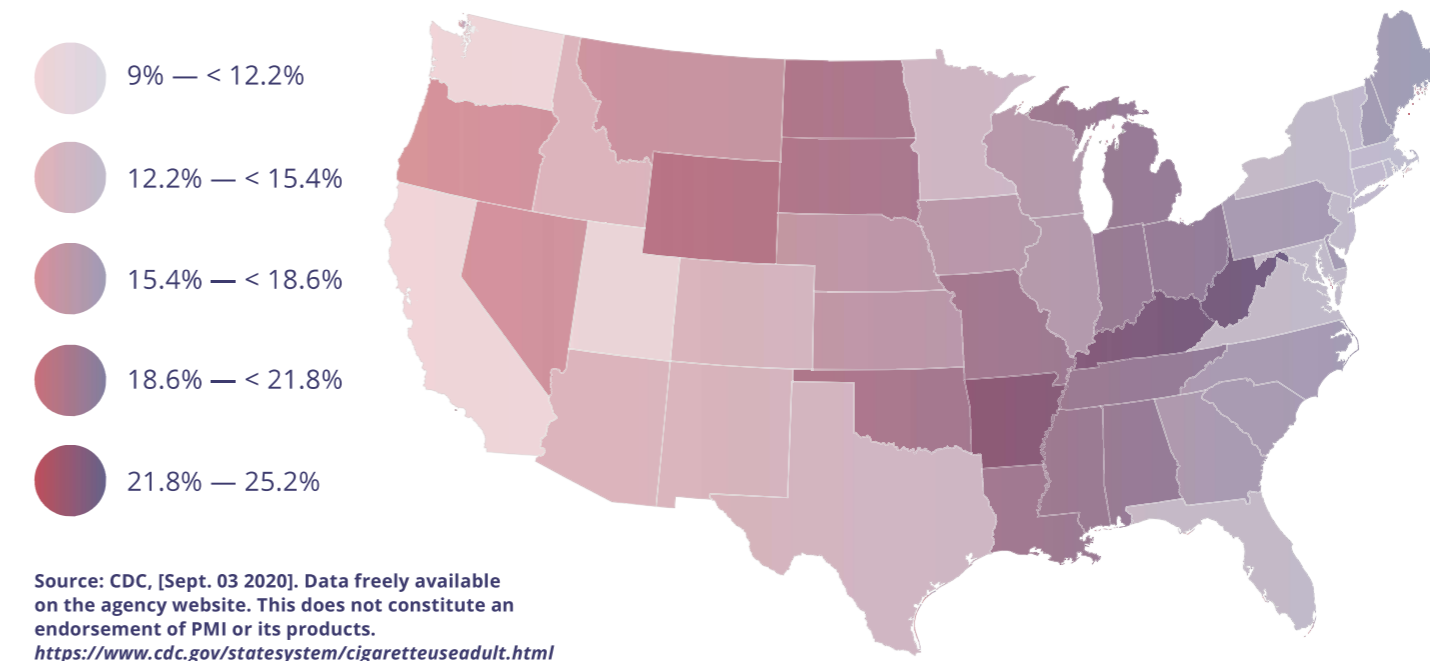 9% — < 12.2%
12.2% — < 15.4%
15.4% — < 18.6%
18.6% — < 21.8%
21.8% — 25.2%
Source: CDC, [Sept. 03 2020]. Data freely available
on the agency website. This does not constitute an
endorsement of PMI or its products.
https://www.cdc.gov/statesystem/cigaretteuseadult.html